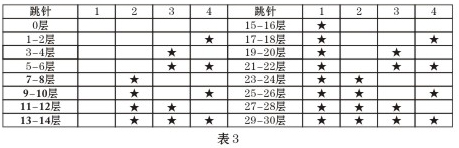 跳针 1 2 3 4 跳针 1 2 3 4
0层 15-16层 ★
1-2层 ★ 17-18层 ★ ★
3-4层 ★ 19-20层 ★ ★
5-6层 ★ ★ 21-22层 ★ ★ ★
7-8层 ★ 23-24层 ★ ★
9-10层 ★ ★ 25-26层 ★ ★ ★
11-12层 ★ ★ 27-28层 ★ ★ ★
13-14层 ★ ★ ★ 29-30层 ★ ★ ★ ★
表3